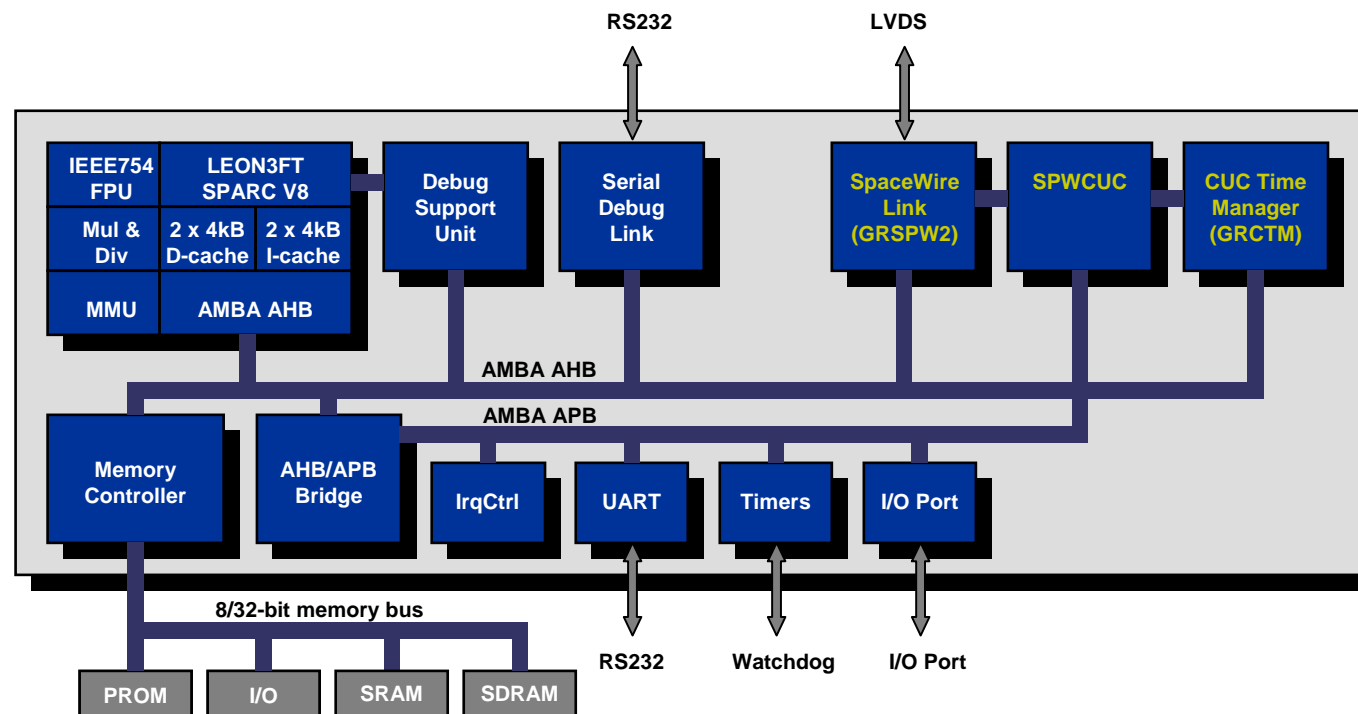 RS232
LVDS
IEEE754
FPU
LEON3FT
SPARC V8
Mul &
Div
2 x 4kB
D-cache
2 x 4kB
I-cache
MMU
AMBA AHB
Debug
Support
Unit
Serial
Debug
Link
SpaceWire
Link
(GRSPW2)
SPWCUC
CUC Time
Manager
(GRCTM)
AMBA AHB
AMBA APB
Memory
Controller
AHB/APB
Bridge
IrqCtrl
UART
Timers
I/O Port
8/32-bit memory bus
RS232
Watchdog
I/O Port
PROM
I/O
SRAM
SDRAM